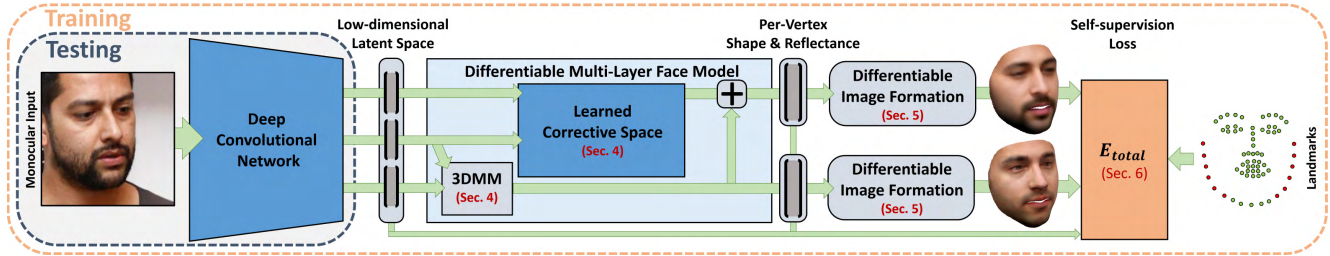 Training
Testing
Monocular Input
Deep
Convolutional
Network
Low-dimensional
Latent Space
Differentiable Multi-Layer Face Model
Learned
Corrective Space
(Sec. 4)
3DMM
(Sec. 4)
+
Per-Vertex
Shape & Reflectance
Differentiable
Image Formation
(Sec. 5)
Differentiable
Image Formation
(Sec. 5)
Self-supervision
Loss
E_total
(Sec. 6)
Landmarks